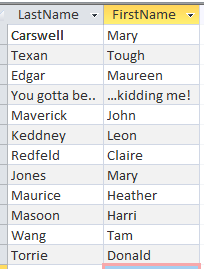 LastName FirstName
Carswell Mary
Texan Tough
Edgar Maureen
You gotta be.. ...kidding me!
Maverick John
Keddney Leon
Redfeld Claire
Jones Mary
Maurice Heather
Masoon Harri
Wang Tam
Torrie Donald